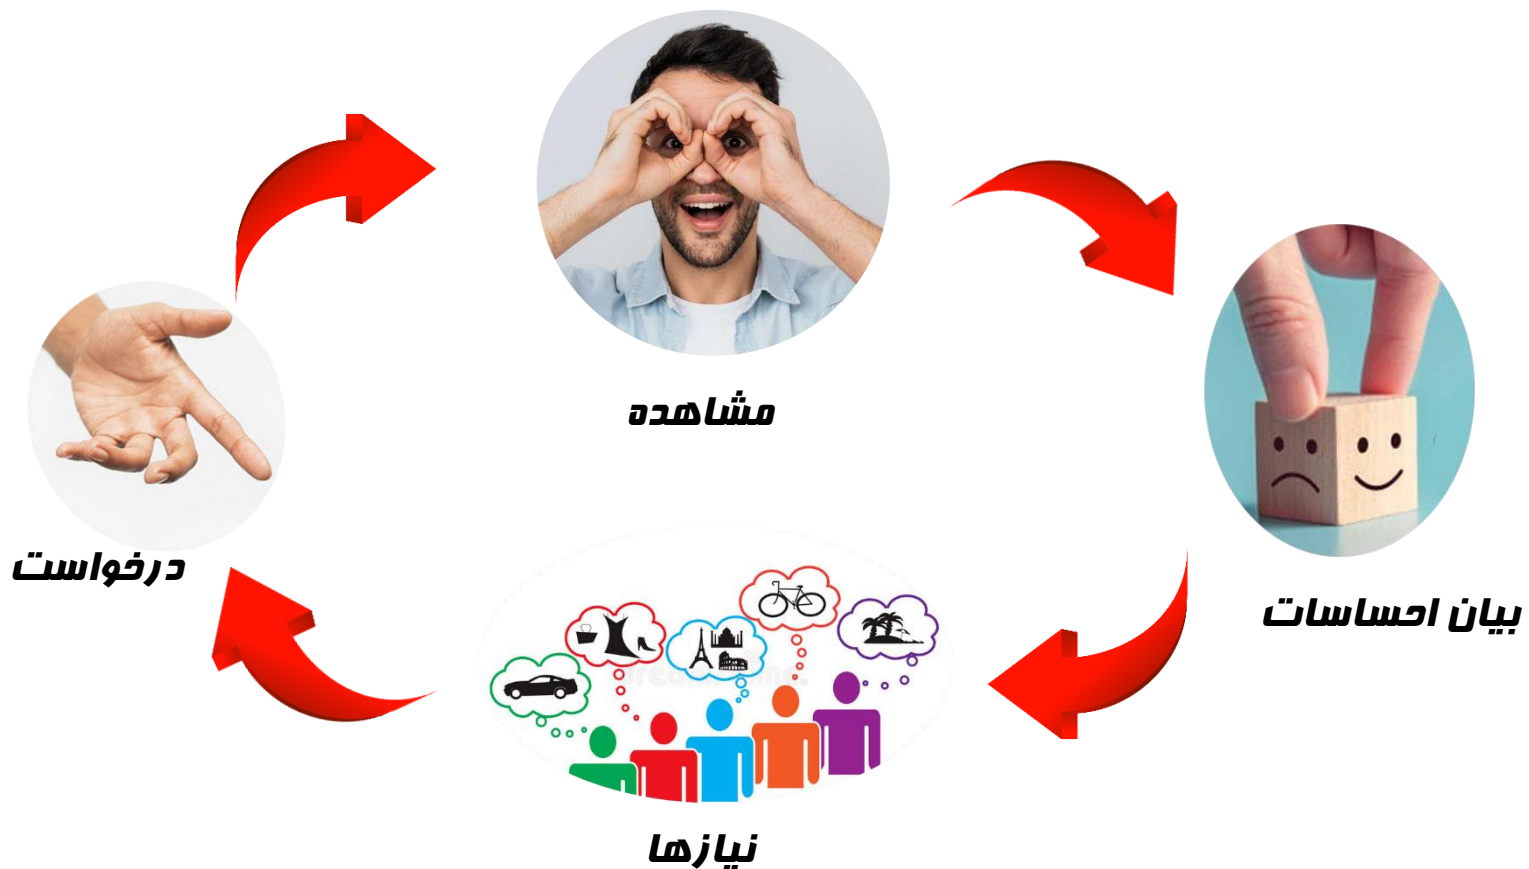 مشاهده
بیان احساسات
نیازها
درخواست